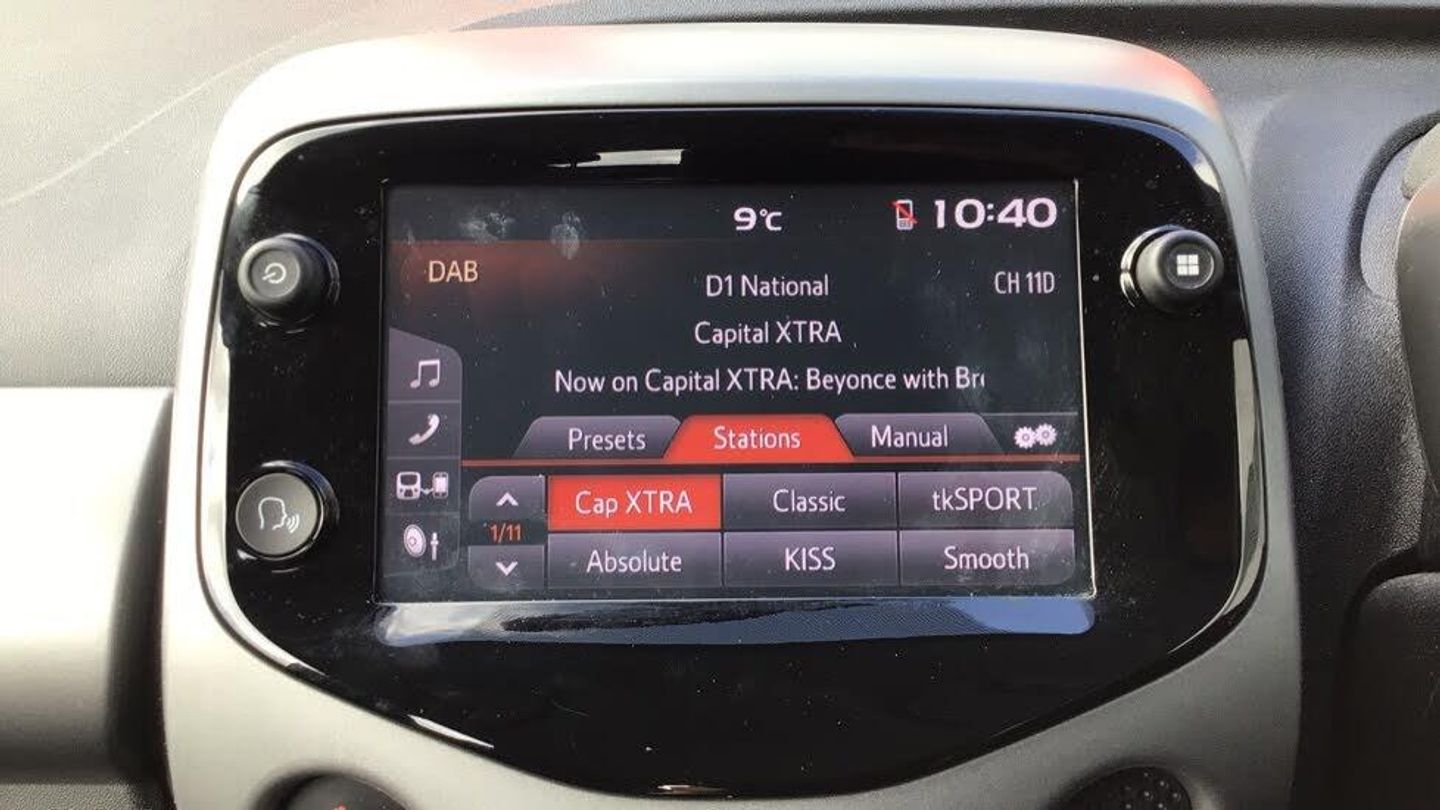 9°C 10:40
DAB
D1 National CH 11D
Capital XTRA
Now on Capital XTRA: Beyonce with
Presets Stations Manual
Cap XTRA Classic tkSPORT
1/11
Absolute KISS Smooth